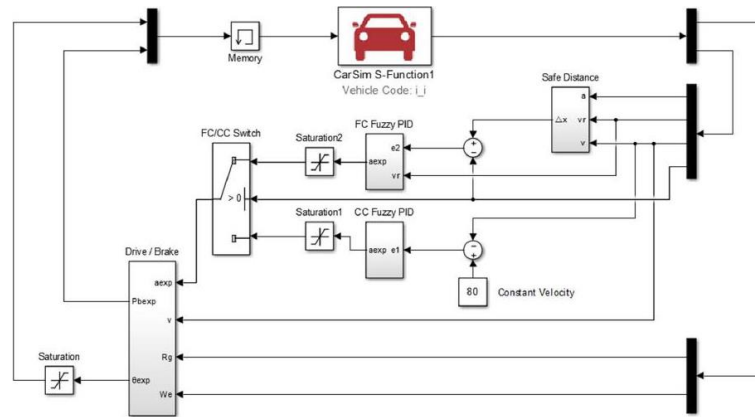 Memory
CarSim S-Function1
Vehicle Code: i_i
Safe Distance
a
Δx
vr
v
FC/CC Switch
Saturation2
FC Fuzzy PID
e2
aexp
vr
+
−
> 0
Saturation1
CC Fuzzy PID
aexp
e1
−
+
80
Constant Velocity
Drive / Brake
aexp
Pbexp
v
Rg
Saturation
θexp
We